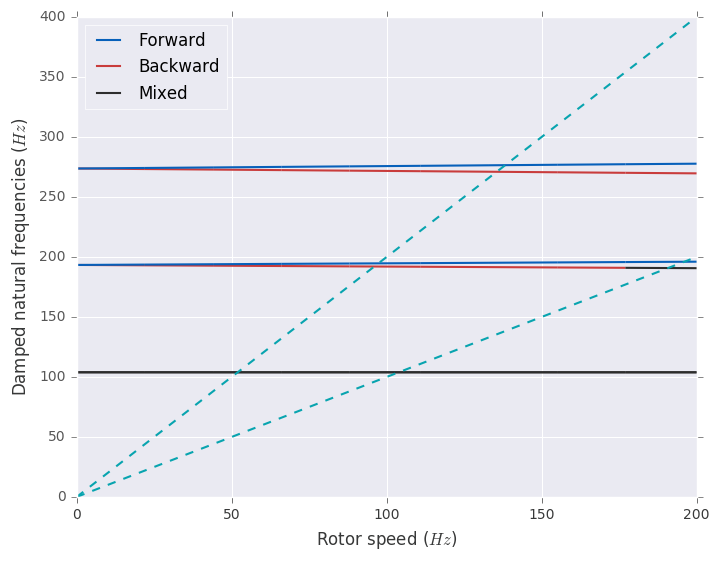 400
350
300
250
200
150
100
50
0
Damped natural frequencies (Hz)
Forward
Backward
Mixed
0 50 100 150 200
Rotor speed (Hz)